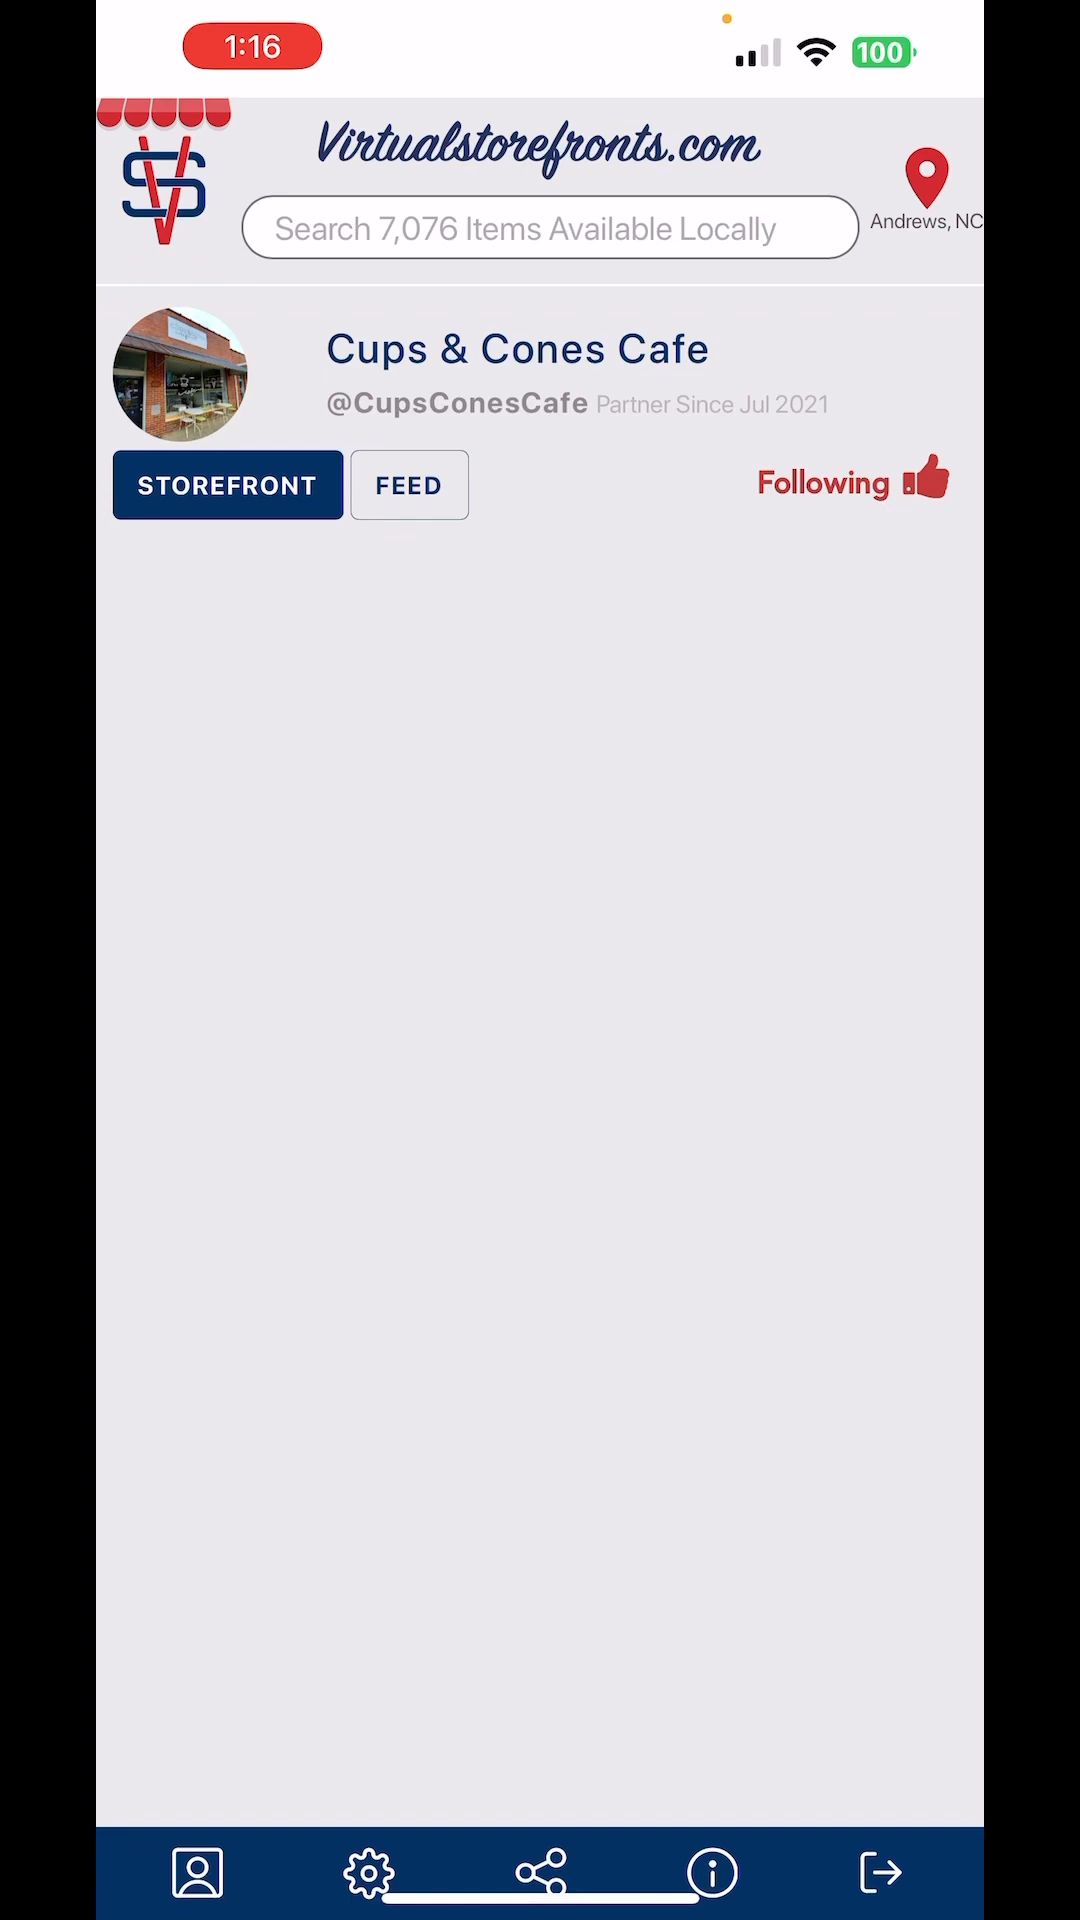 1:16
100
Virtualstorefronts.com
SV
Search 7,076 Items Available Locally
Andrews, NC
Cups & Cones Cafe
@CupsConesCafe Partner Since Jul 2021
STOREFRONT
FEED
Following